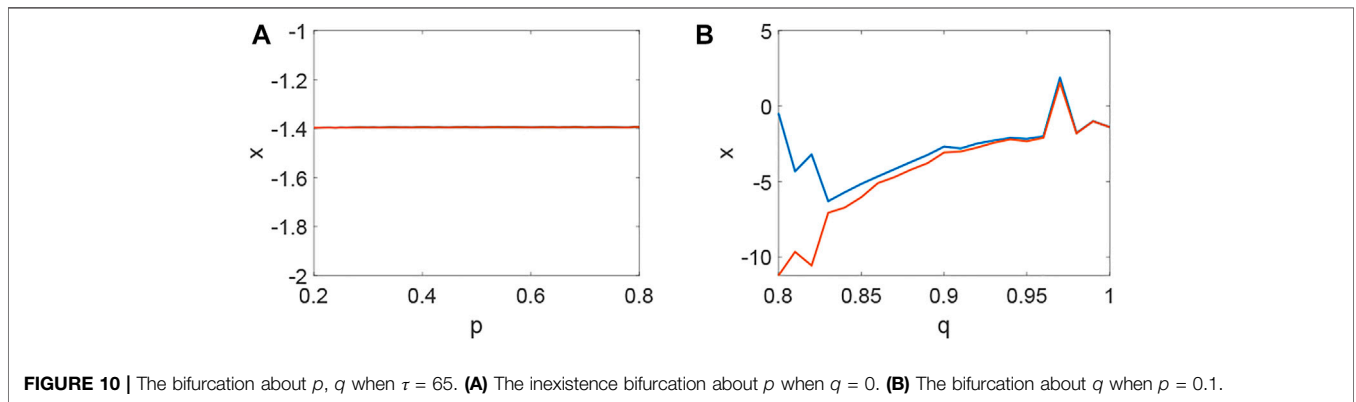 A
-1
-1.2
-1.4
-1.6
-1.8
-2
x
0.2
0.4
0.6
0.8
p
B
5
0
-5
-10
x
0.8
0.85
0.9
0.95
1
q
FIGURE 10 | The bifurcation about p, q when τ = 65. (A) The inexistence bifurcation about p when q = 0. (B) The bifurcation about q when p = 0.1.